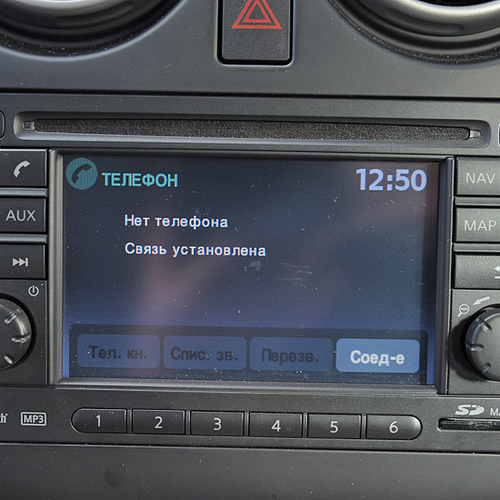 ТЕЛЕФОН 12:50
Нет телефона
Связь установлена
Тел. кн. Спис. зв. Перезв. Соед-е
AUX
NAV
MAP
MP3
1 2 3 4 5 6